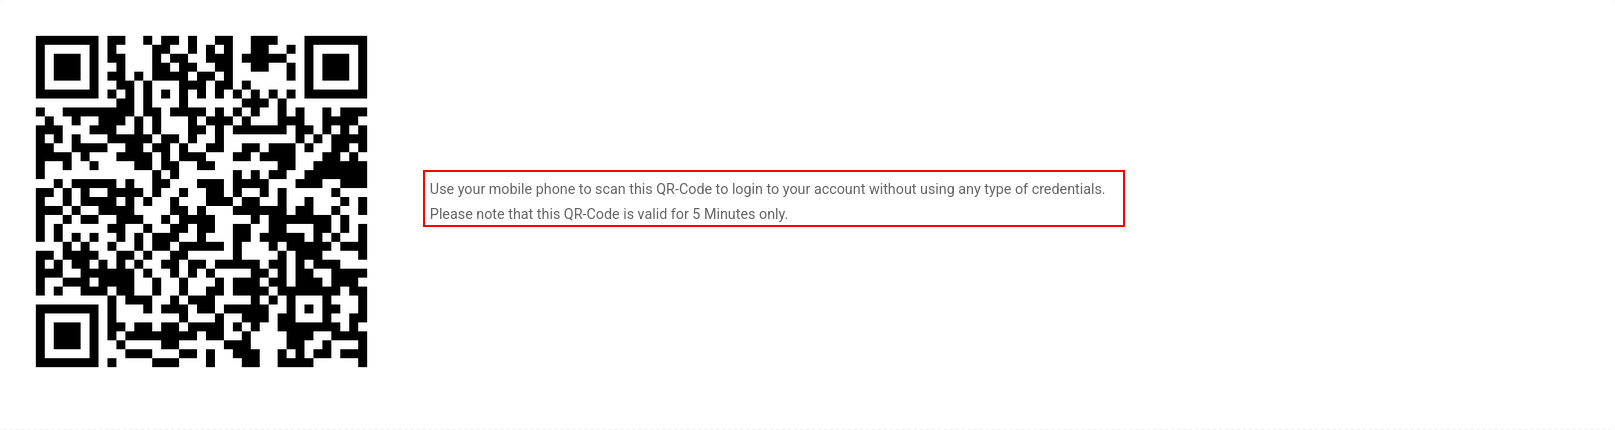 Use your mobile phone to scan this QR-Code to login to your account without using any type of credentials.
Please note that this QR-Code is valid for 5 Minutes only.